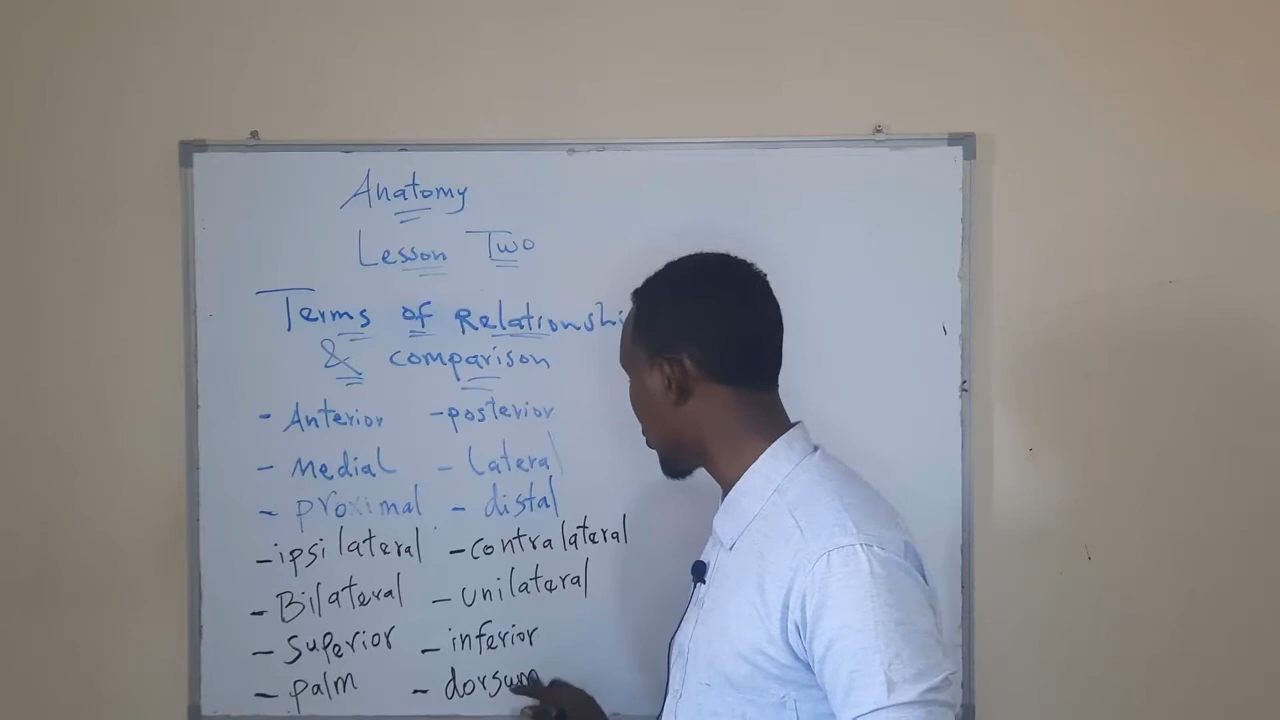 Anatomy
Lesson Two
Terms of Relationshi
& comparison
- Anterior - posterior
- Medial - Lateral
- proximal - distal
- ipsilateral - contralateral
- Bilateral - unilateral
- Superior - inferior
- palm - dorsum